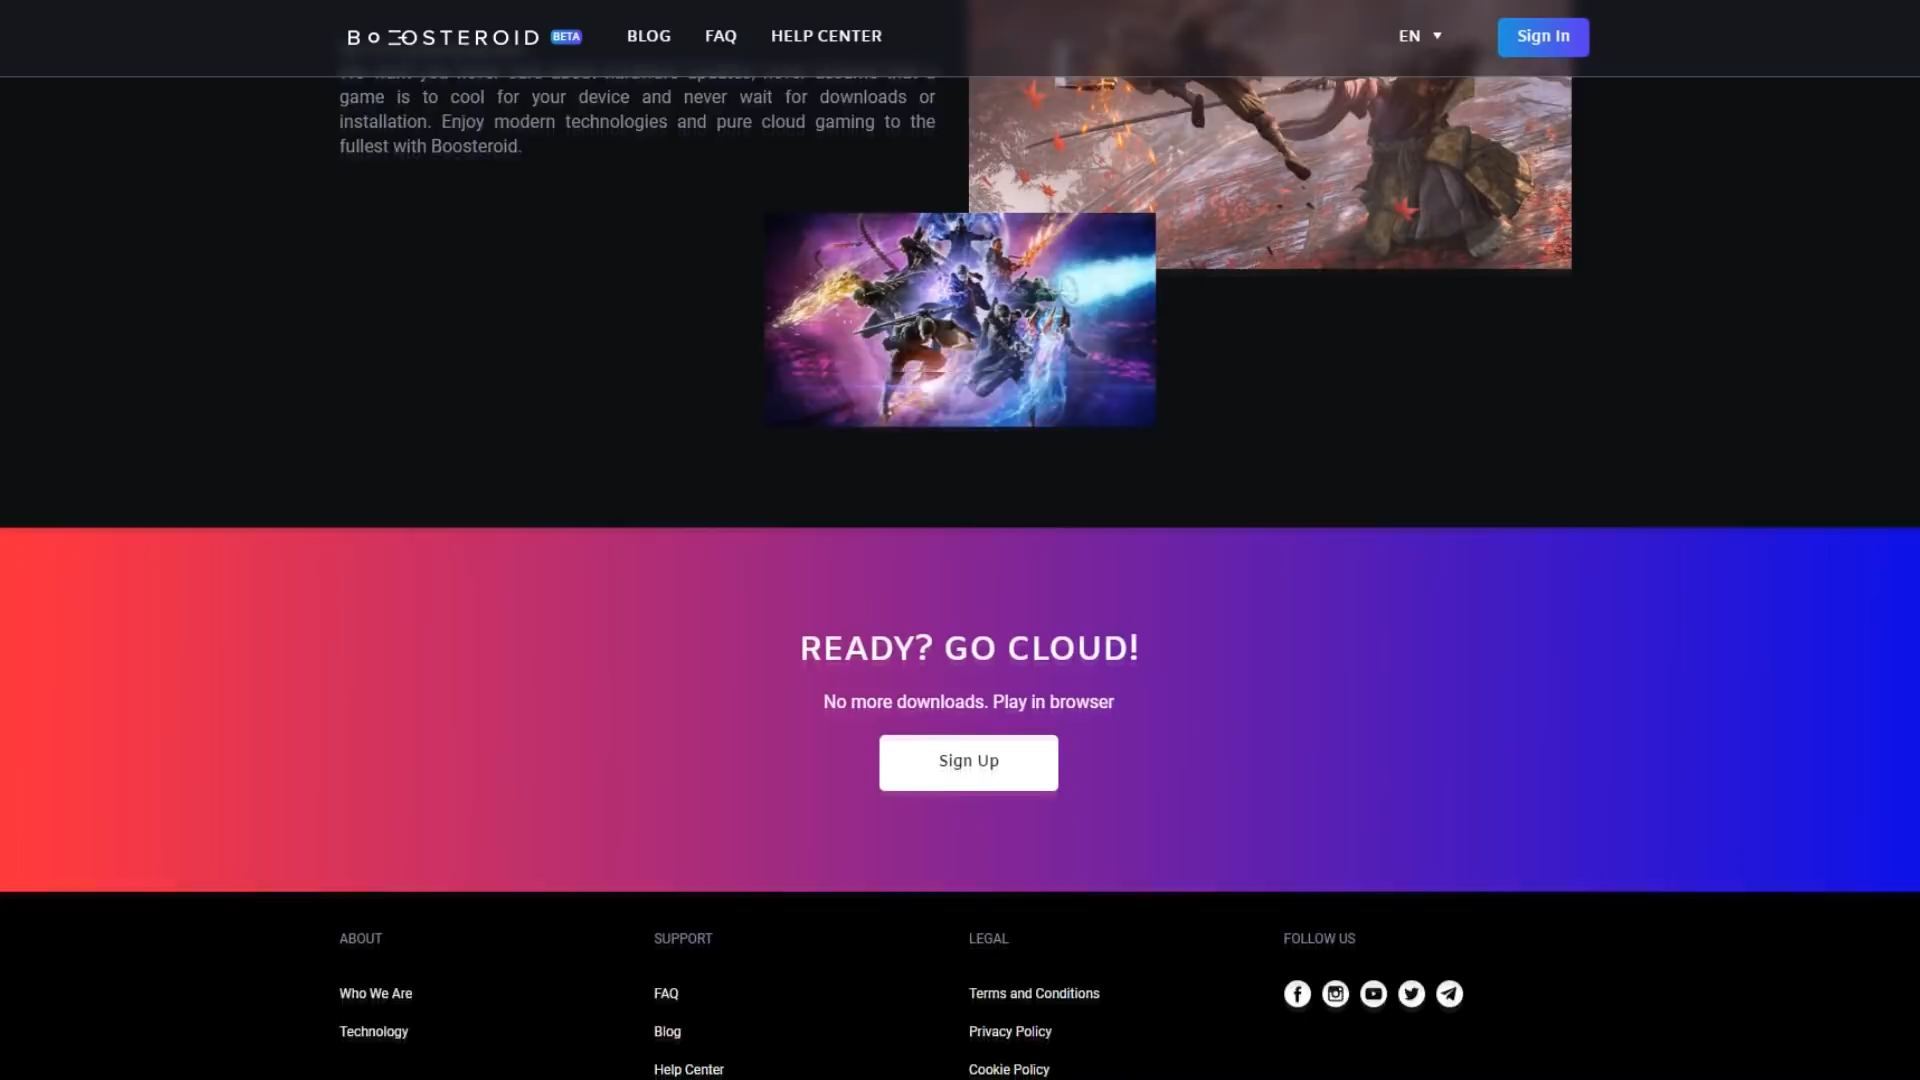 BOOSTEROID BETA BLOG FAQ HELP CENTER EN Sign In
game is to cool for your device and never wait for downloads or
installation. Enjoy modern technologies and pure cloud gaming to the
fullest with Boosteroid.
READY? GO CLOUD!
No more downloads. Play in browser
Sign Up
ABOUT SUPPORT LEGAL FOLLOW US
Who We Are FAQ Terms and Conditions
Technology Blog Privacy Policy
Help Center Cookie Policy